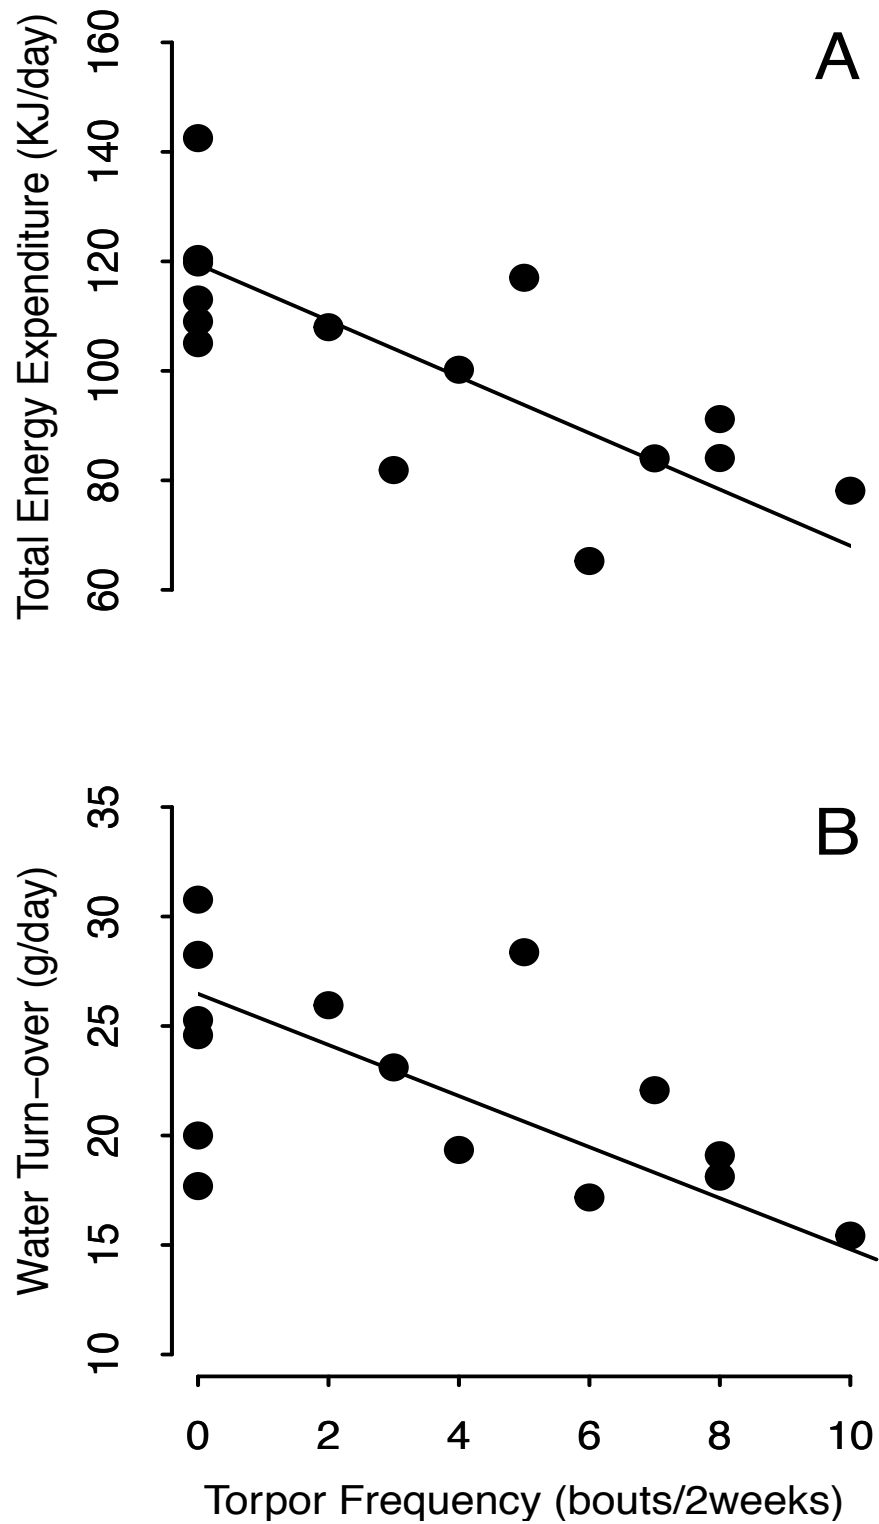 A
Total Energy Expenditure (KJ/day)
160
140
120
100
80
60
B
Water Turn−over (g/day)
35
30
25
20
15
10
0 2 4 6 8 10
Torpor Frequency (bouts/2weeks)